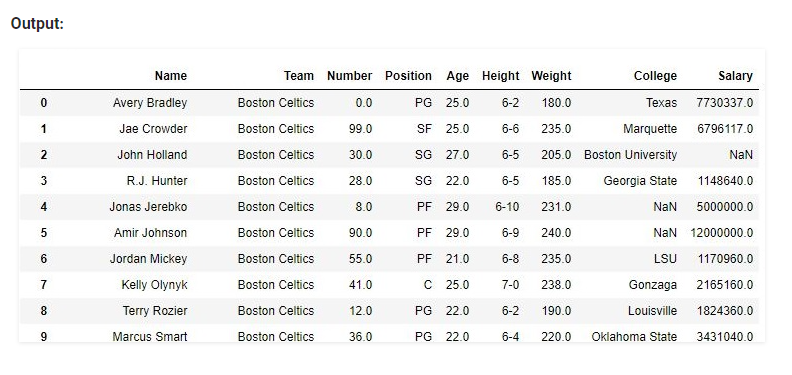 Output:
Name Team Number Position Age Height Weight College Salary
0 Avery Bradley Boston Celtics 0.0 PG 25.0 6-2 180.0 Texas 7730337.0
1 Jae Crowder Boston Celtics 99.0 SF 25.0 6-6 235.0 Marquette 6796117.0
2 John Holland Boston Celtics 30.0 SG 27.0 6-5 205.0 Boston University NaN
3 R.J. Hunter Boston Celtics 28.0 SG 22.0 6-5 185.0 Georgia State 1148640.0
4 Jonas Jerebko Boston Celtics 8.0 PF 29.0 6-10 231.0 NaN 5000000.0
5 Amir Johnson Boston Celtics 90.0 PF 29.0 6-9 240.0 NaN 12000000.0
6 Jordan Mickey Boston Celtics 55.0 PF 21.0 6-8 235.0 LSU 1170960.0
7 Kelly Olynyk Boston Celtics 41.0 C 25.0 7-0 238.0 Gonzaga 2165160.0
8 Terry Rozier Boston Celtics 12.0 PG 22.0 6-2 190.0 Louisville 1824360.0
9 Marcus Smart Boston Celtics 36.0 PG 22.0 6-4 220.0 Oklahoma State 3431040.0